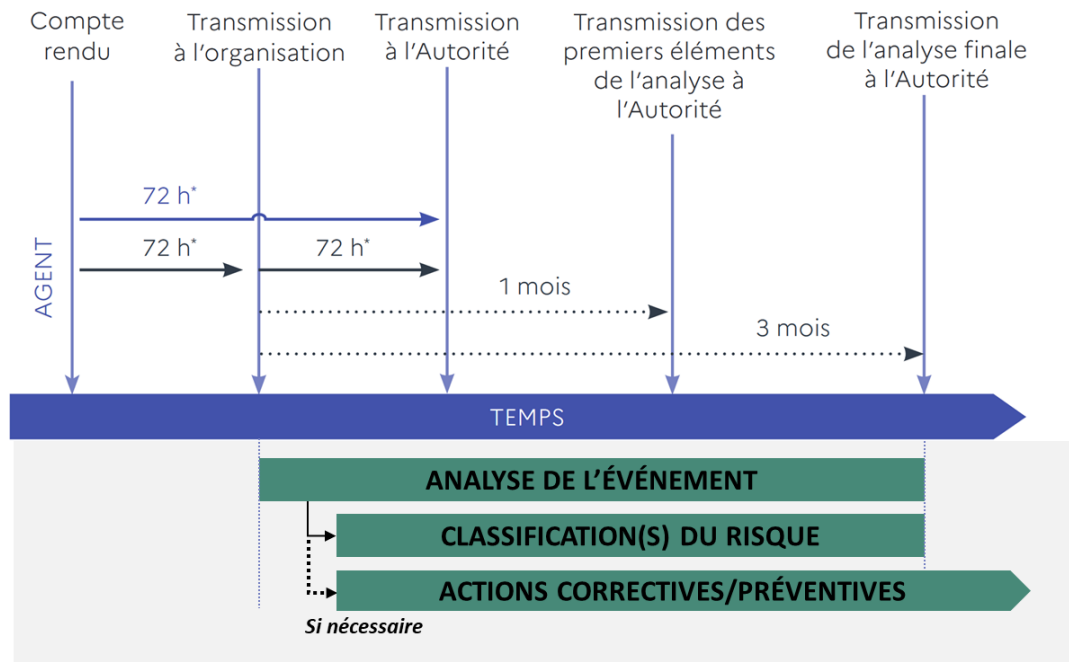 Compte
rendu
Transmission
à l'organisation
Transmission
à l'Autorité
Transmission des
premiers éléments
de l'analyse à
l'Autorité
Transmission
de l'analyse finale
à l'Autorité
AGENT
72 h*
72 h*
72 h*
1 mois
3 mois
TEMPS
ANALYSE DE L'ÉVÉNEMENT
CLASSIFICATION(S) DU RISQUE
ACTIONS CORRECTIVES/PRÉVENTIVES
Si nécessaire